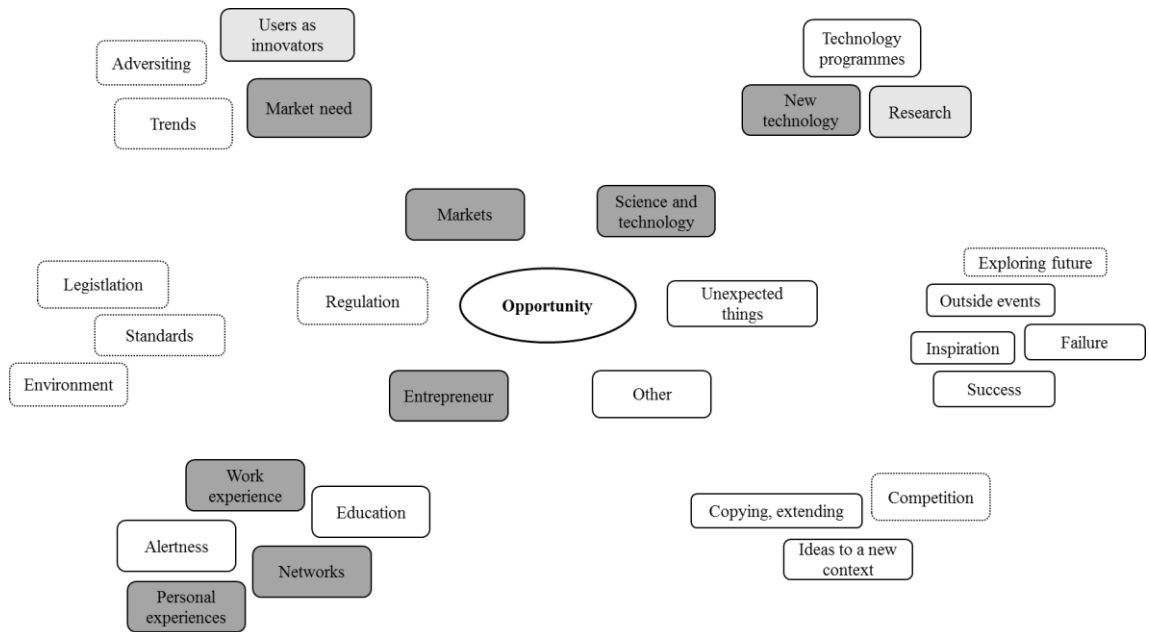 Users as
innovators
Adversiting
Market need
Trends
Technology
programmes
New
technology
Research
Markets
Science and
technology
Legistlation
Standards
Environment
Regulation
Opportunity
Unexpected
things
Exploring future
Outside events
Inspiration
Failure
Success
Entrepreneur
Other
Work
experience
Education
Alertness
Networks
Personal
experiences
Copying, extending
Competition
Ideas to a new
context